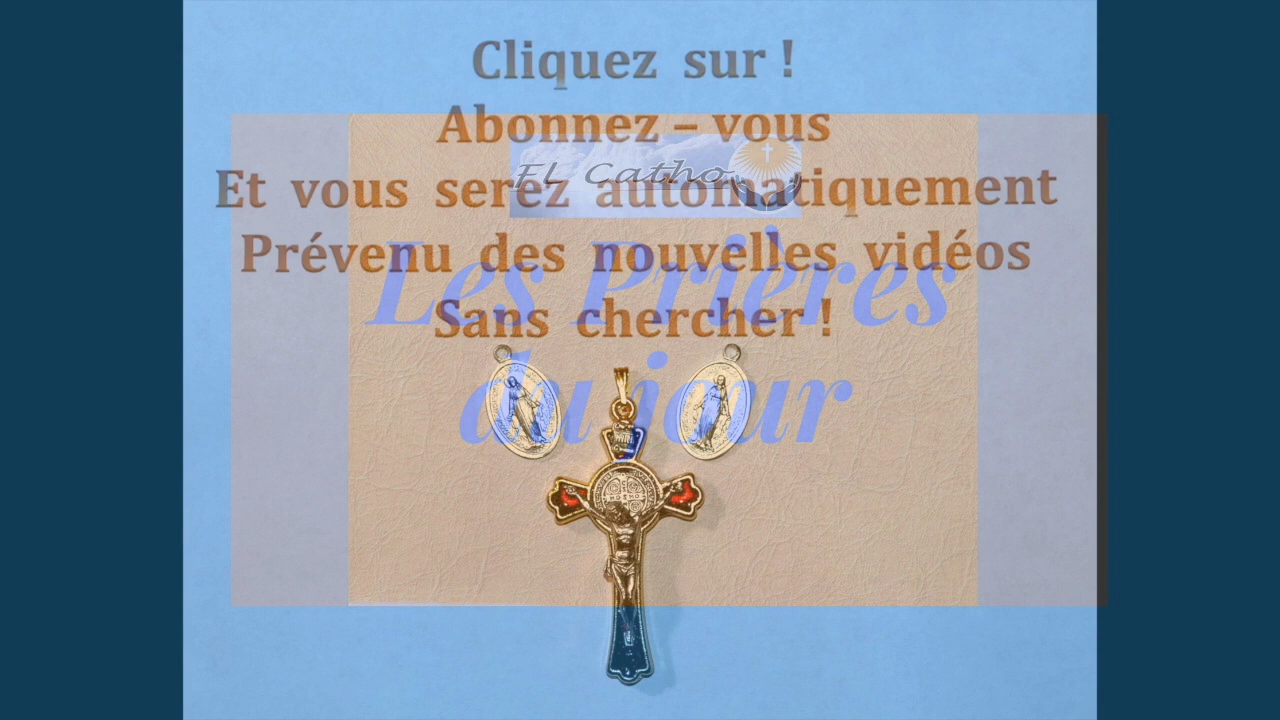 Cliquez sur !
Abonnez – vous
FL Catho
Et vous serez automatiquement
Prévenu des nouvelles vidéos
Les Prières
Sans chercher !
du jour